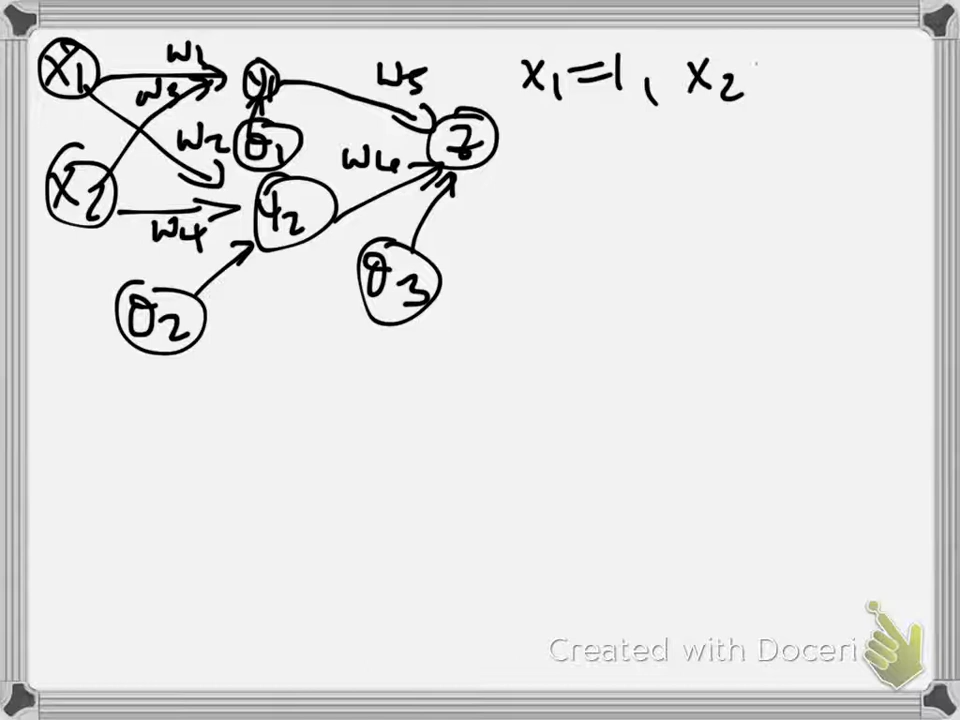 x₁ w₁ y₁ w₅ x₁=1, x₂
w₃
w₂ θ₁ w₆ z
x₂ w₄ y₂
θ₂ θ₃
Created with Doceri